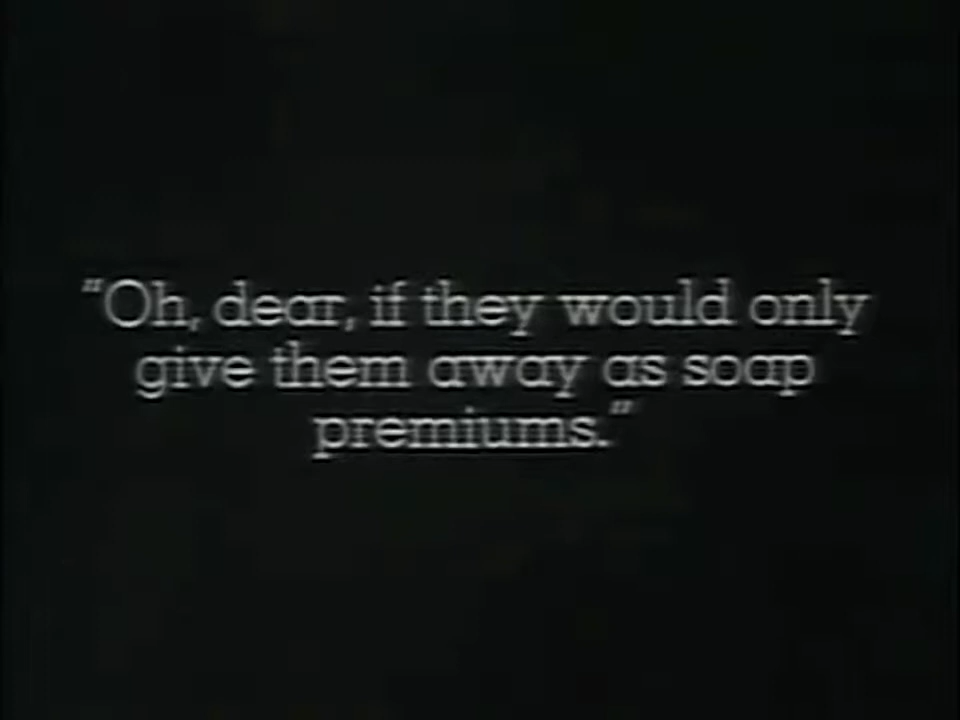 "Oh, dear, if they would only
give them away as soap
premiums."